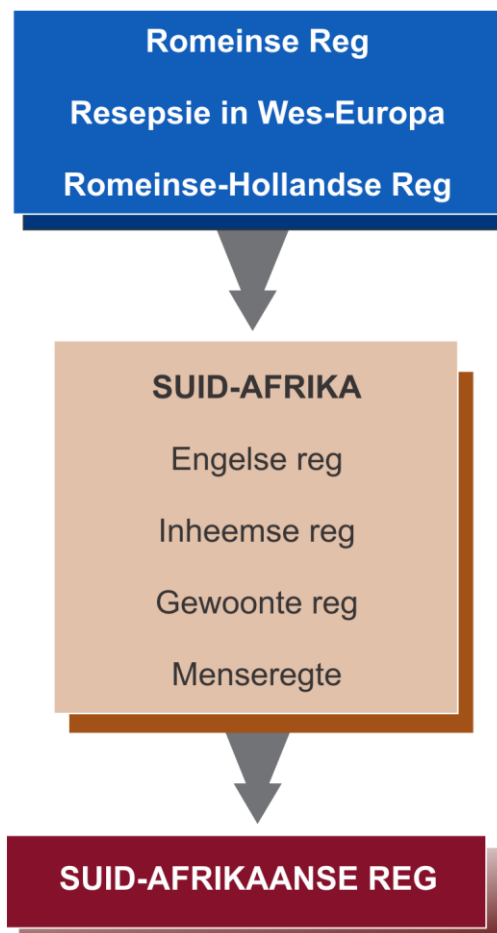 Romeinse Reg
Resepsie in Wes-Europa
Romeinse-Hollandse Reg
SUID-AFRIKA
Engelse reg
Inheemse reg
Gewoonte reg
Menseregte
SUID-AFRIKAANSE REG